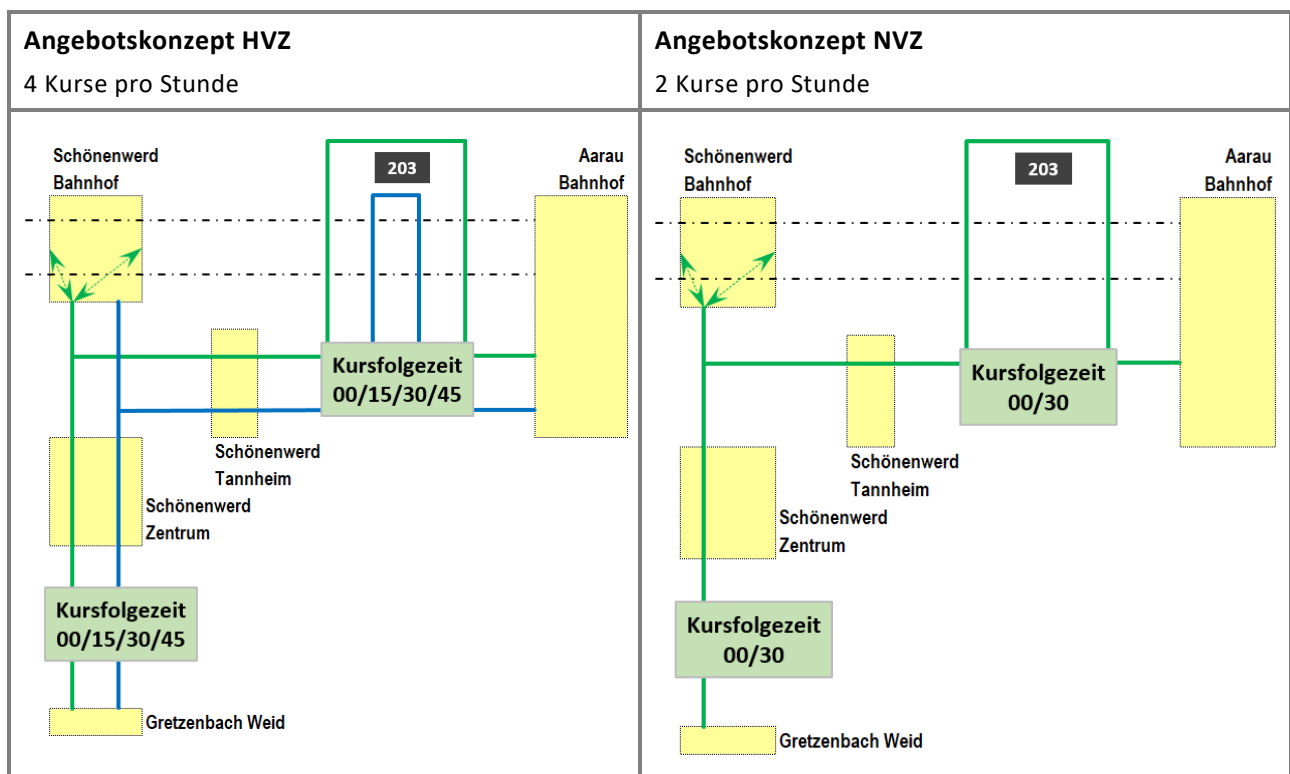 Angebotskonzept HVZ
4 Kurse pro Stunde
Schönenwerd
Bahnhof
203
Aarau
Bahnhof
Kursfolgezeit
00/15/30/45
Schönenwerd
Tannheim
Schönenwerd
Zentrum
Kursfolgezeit
00/15/30/45
Gretzenbach Weid
Angebotskonzept NVZ
2 Kurse pro Stunde
Schönenwerd
Bahnhof
203
Aarau
Bahnhof
Kursfolgezeit
00/30
Schönenwerd
Tannheim
Schönenwerd
Zentrum
Kursfolgezeit
00/30
Gretzenbach Weid